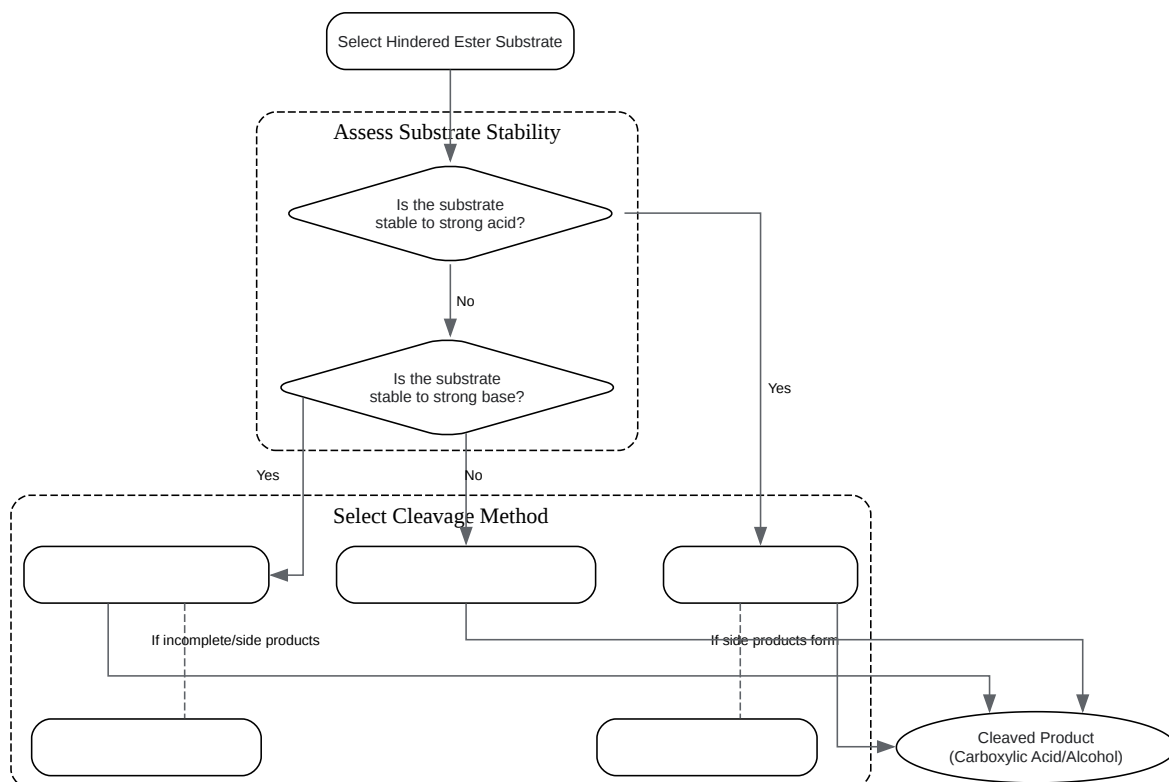 Select Hindered Ester Substrate
Assess Substrate Stability
Is the substrate
stable to strong acid?
No
Is the substrate
stable to strong base?
Yes
Yes
No
Select Cleavage Method
If incomplete/side products
If side products form
Cleaved Product
(Carboxylic Acid/Alcohol)